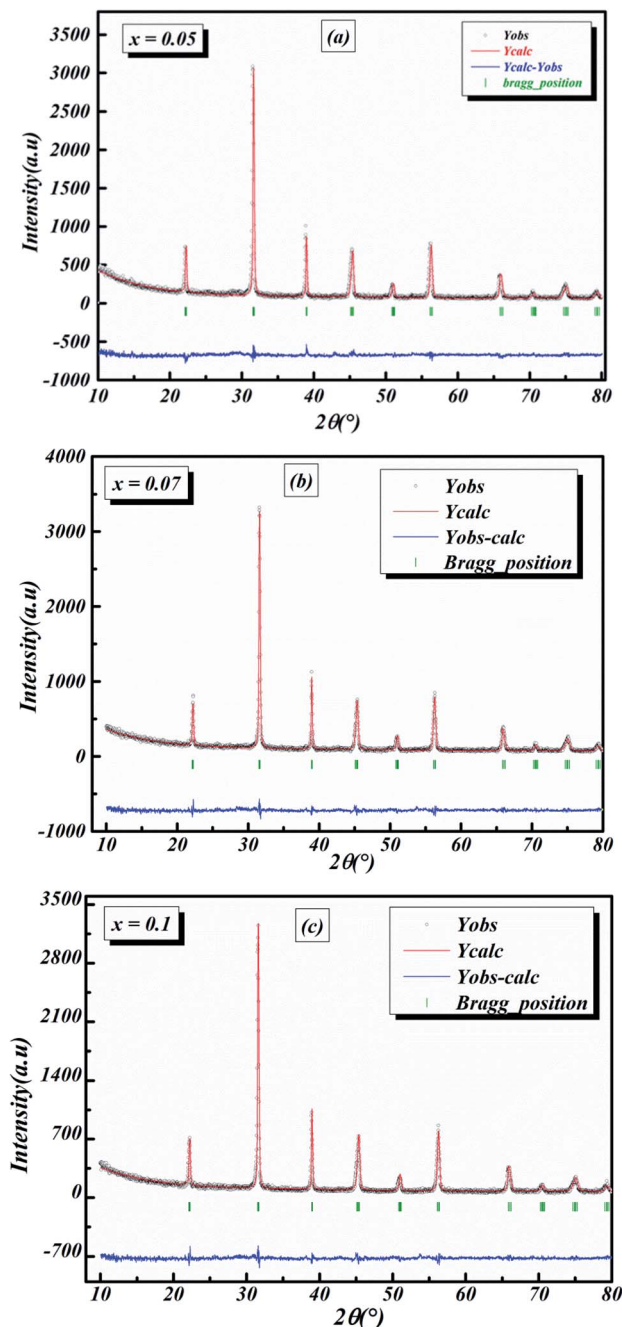 x = 0.05
(a)
Yobs
Ycalc
Ycalc-Yobs
bragg_position
3500
3000
2500
2000
1500
1000
500
0
-500
-1000
Intensity(a.u)
10 20 30 40 50 60 70 80
2θ(°)
x = 0.07
(b)
Yobs
Ycalc
Yobs-calc
Bragg_position
4000
3000
2000
1000
0
-1000
Intensity(a.u)
10 20 30 40 50 60 70 80
2θ(°)
x = 0.1
(c)
Yobs
Ycalc
Yobs-calc
Bragg_position
3500
2800
2100
1400
700
0
-700
Intensity(a.u)
10 20 30 40 50 60 70 80
2θ(°)